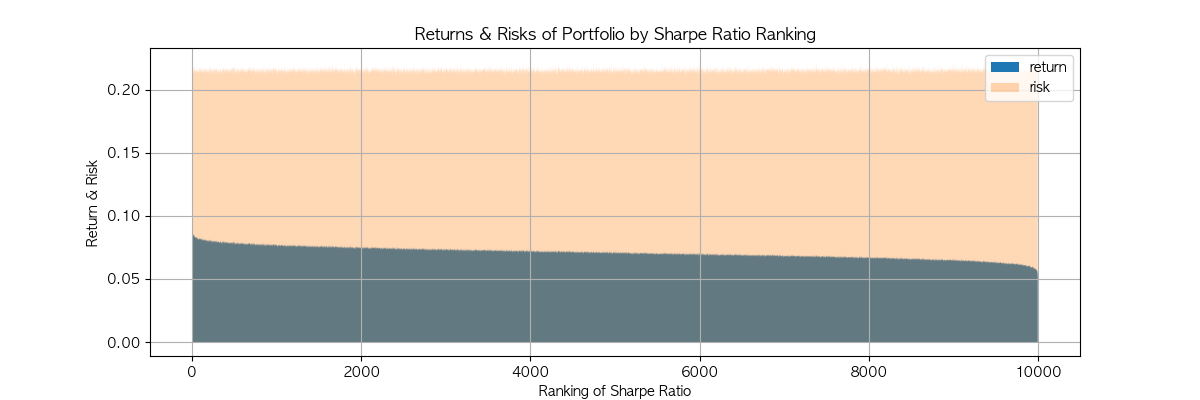 Returns & Risks of Portfolio by Sharpe Ratio Ranking
return
risk
0.20
0.15
0.10
0.05
0.00
Return & Risk
0 2000 4000 6000 8000 10000
Ranking of Sharpe Ratio